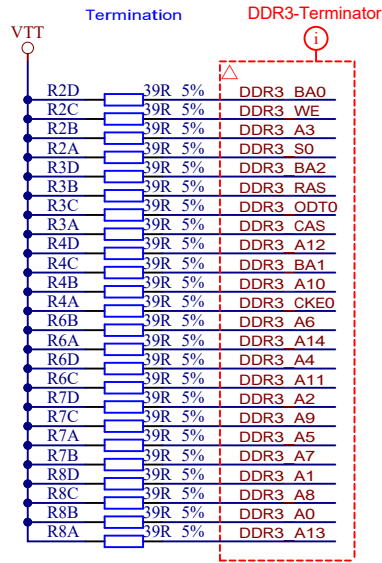 Termination
DDR3-Terminator
VTT
i
R2D 39R 5% DDR3_BA0
R2C 39R 5% DDR3_WE
R2B 39R 5% DDR3_A3
R2A 39R 5% DDR3_S0
R3D 39R 5% DDR3_BA2
R3B 39R 5% DDR3_RAS
R3C 39R 5% DDR3_ODT0
R3A 39R 5% DDR3_CAS
R4D 39R 5% DDR3_A12
R4C 39R 5% DDR3_BA1
R4B 39R 5% DDR3_A10
R4A 39R 5% DDR3_CKE0
R6B 39R 5% DDR3_A6
R6A 39R 5% DDR3_A14
R6D 39R 5% DDR3_A4
R6C 39R 5% DDR3_A11
R7D 39R 5% DDR3_A2
R7C 39R 5% DDR3_A9
R7A 39R 5% DDR3_A5
R7B 39R 5% DDR3_A7
R8D 39R 5% DDR3_A1
R8C 39R 5% DDR3_A8
R8B 39R 5% DDR3_A0
R8A 39R 5% DDR3_A13